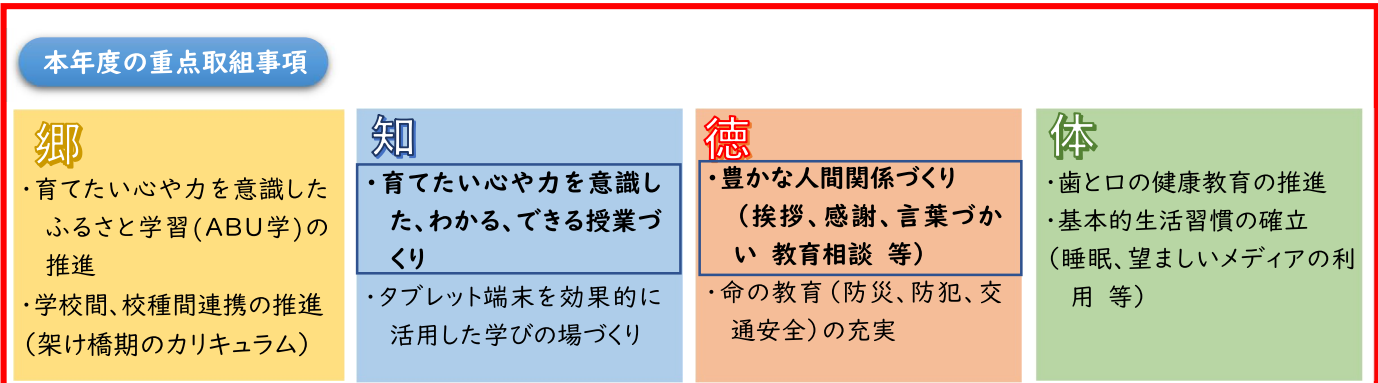 本年度の重点取組事項
郷
・育てたい心や力を意識した
ふるさと学習(ABU学)の
推進
・学校間、校種間連携の推進
(架け橋期のカリキュラム)
知
・育てたい心や力を意識し
た、わかる、できる授業づ
くり
・タブレット端末を効果的に
活用した学びの場づくり
徳
・豊かな人間関係づくり
(挨拶、感謝、言葉づか
い 教育相談 等)
・命の教育(防災、防犯、交
通安全)の充実
体
・歯と口の健康教育の推進
・基本的生活習慣の確立
(睡眠、望ましいメディアの利
用 等)